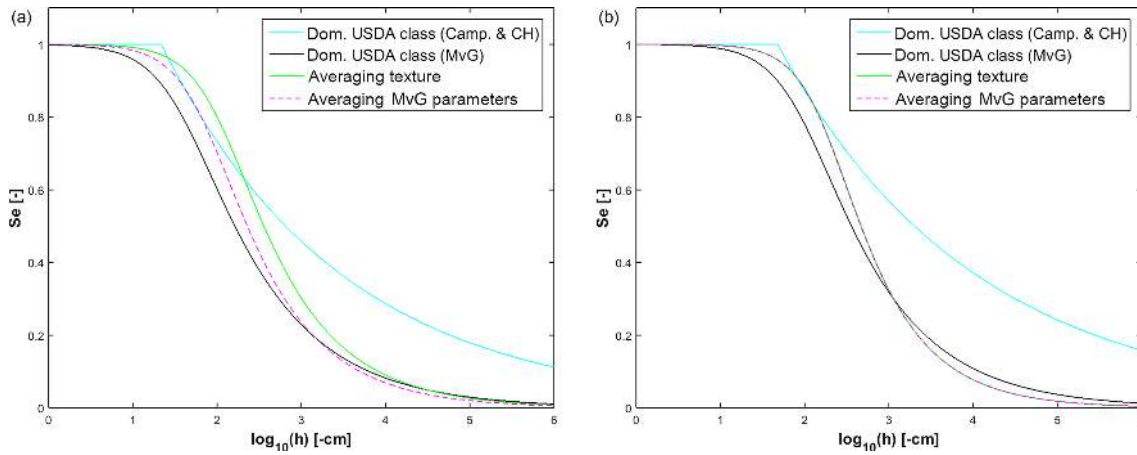 (a)
Dom. USDA class (Camp. & CH)
Dom. USDA class (MvG)
Averaging texture
Averaging MvG parameters
1
0.8
0.6
0.4
0.2
0
Se [-]
0 1 2 3 4 5 6
log10(h) [-cm]
(b)
Dom. USDA class (Camp. & CH)
Dom. USDA class (MvG)
Averaging texture
Averaging MvG parameters
1
0.8
0.6
0.4
0.2
0
Se [-]
0 1 2 3 4 5
log10(h) [-cm]